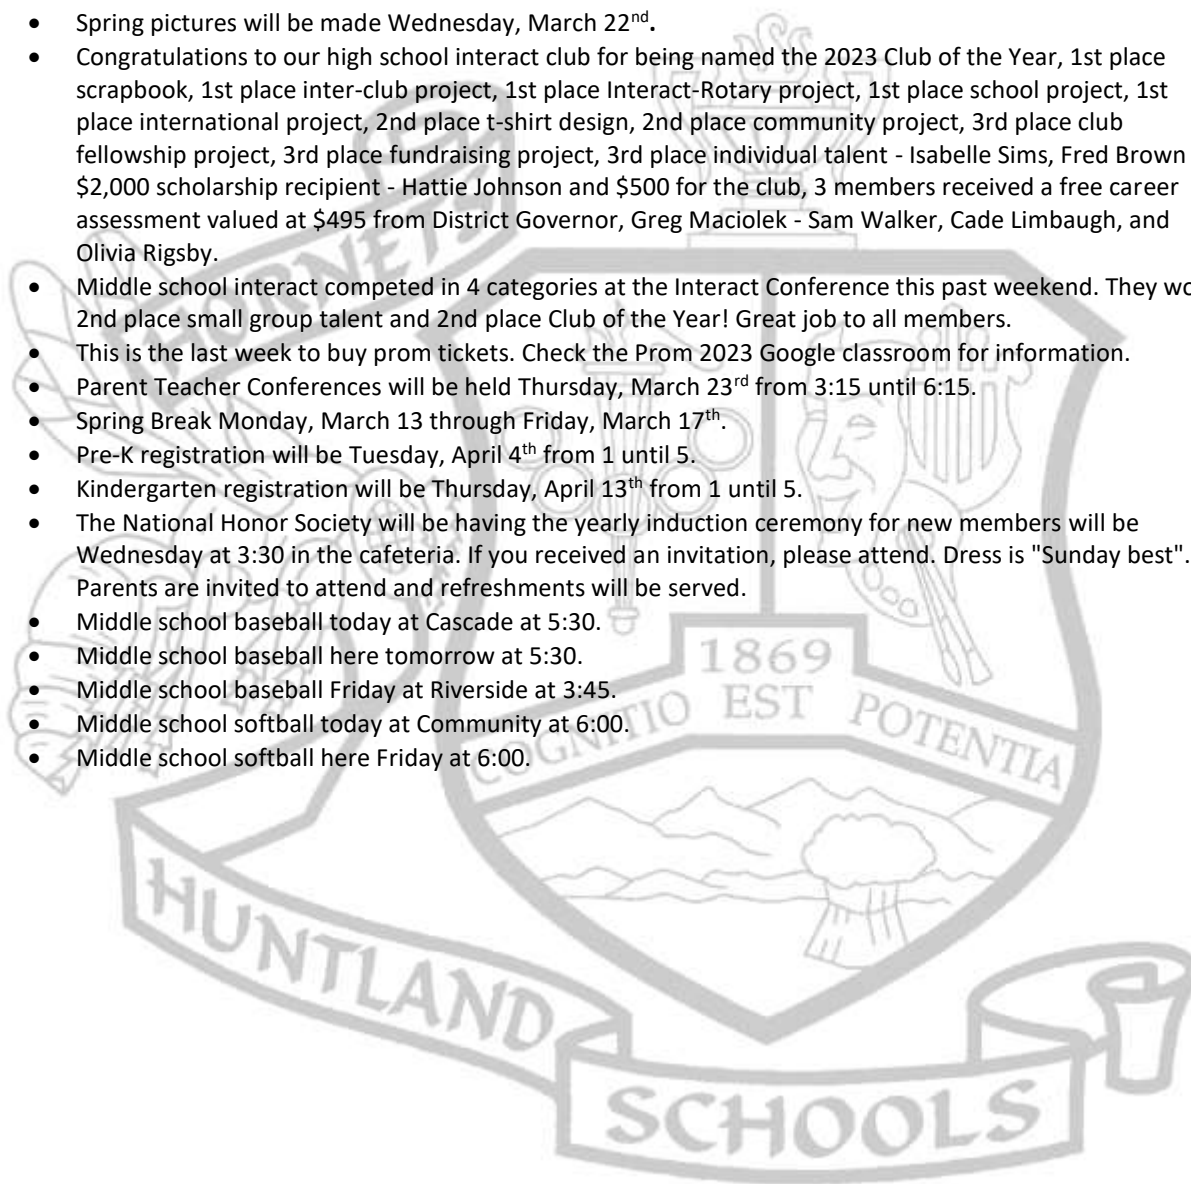 • Spring pictures will be made Wednesday, March 22nd.
• Congratulations to our high school interact club for being named the 2023 Club of the Year, 1st place
scrapbook, 1st place inter-club project, 1st place Interact-Rotary project, 1st place school project, 1st
place international project, 2nd place t-shirt design, 2nd place community project, 3rd place club
fellowship project, 3rd place fundraising project, 3rd place individual talent - Isabelle Sims, Fred Brown
$2,000 scholarship recipient - Hattie Johnson and $500 for the club, 3 members received a free career
assessment valued at $495 from District Governor, Greg Maciolek - Sam Walker, Cade Limbaugh, and
Olivia Rigsby.
• Middle school interact competed in 4 categories at the Interact Conference this past weekend. They wo
2nd place small group talent and 2nd place Club of the Year! Great job to all members.
• This is the last week to buy prom tickets. Check the Prom 2023 Google classroom for information.
• Parent Teacher Conferences will be held Thursday, March 23rd from 3:15 until 6:15.
• Spring Break Monday, March 13 through Friday, March 17th.
• Pre-K registration will be Tuesday, April 4th from 1 until 5.
• Kindergarten registration will be Thursday, April 13th from 1 until 5.
• The National Honor Society will be having the yearly induction ceremony for new members will be
Wednesday at 3:30 in the cafeteria. If you received an invitation, please attend. Dress is "Sunday best".
Parents are invited to attend and refreshments will be served.
• Middle school baseball today at Cascade at 5:30.
• Middle school baseball here tomorrow at 5:30.
• Middle school baseball Friday at Riverside at 3:45.
• Middle school softball today at Community at 6:00.
• Middle school softball here Friday at 6:00.
HORNETS
1869
COGNITIO EST POTENTIA
HUNTLAND
SCHOOLS